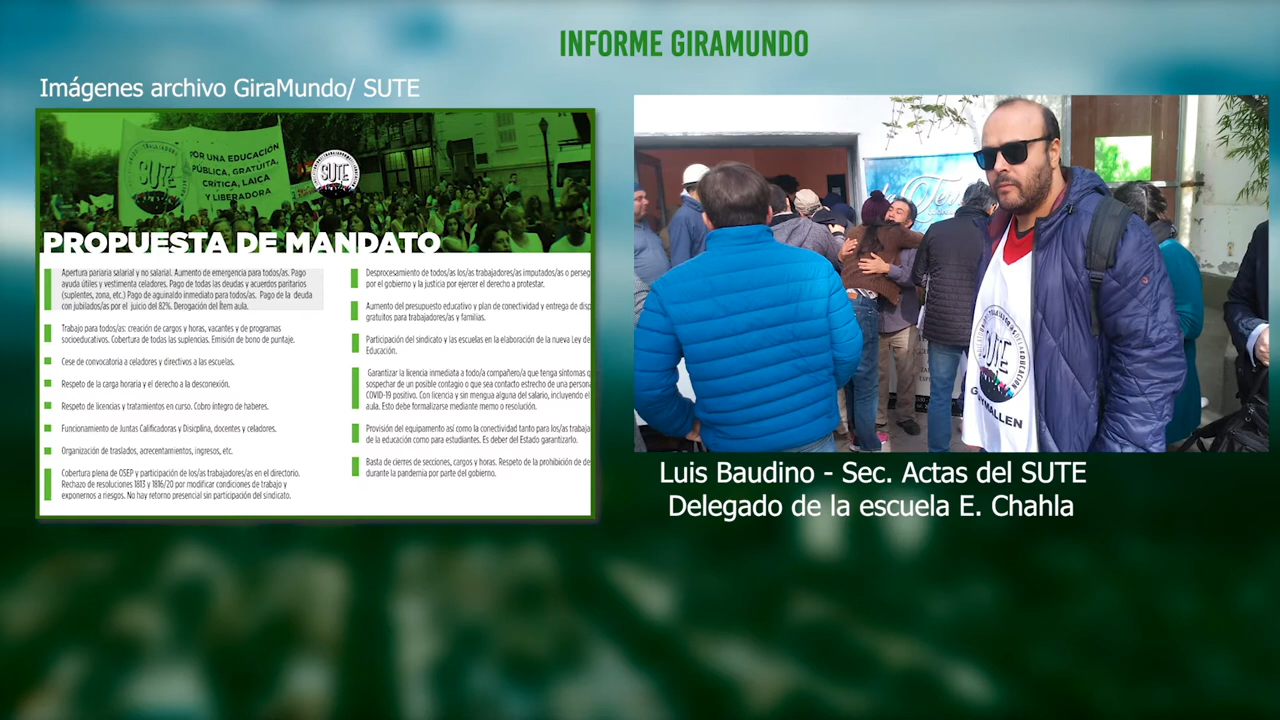 INFORME GIRAMUNDO
Imágenes archivo GiraMundo/ SUTE
POR UNA EDUCACIÓN
PÚBLICA, GRATUITA,
CRÍTICA, LAICA
Y LIBERADORA
SUTE
SUTE
PROPUESTA DE MANDATO
Apertura pariaria salarial y no salarial. Aumento de emergencia para todos/as. Pago
ayuda útiles y vestimenta celadores. Pago de todas las deudas y acuerdos paritarios
(suplentes, zona, etc.) Pago de aguinaldo inmediato para todos/as. Pago de la deuda
con jubilados/as por el juicio del 82%. Derogación del Ítem aula.
Trabajo para todos/as: creación de cargos y horas, vacantes y de programas
socioeducativos. Cobertura de todas las suplencias. Emisión de bono de puntaje.
Cese de convocatoria a celadores y directivos a las escuelas.
Respeto de la carga horaria y el derecho a la desconexión.
Respeto de licencias y tratamientos en curso. Cobro íntegro de haberes.
Funcionamiento de Juntas Calificadoras y Disicplina, docentes y celadores.
Organización de traslados, acrecentamientos, ingresos, etc.
Cobertura plena de OSEP y participación de los/as trabajadores/as en el directorio.
Rechazo de resoluciones 1813 y 1816/20 por modificar condiciones de trabajo y
exponernos a riesgos. No hay retorno presencial sin participación del sindicato.
Desprocesamiento de todos/as los/as trabajadores/as imputados/as o perseg
por el gobierno y la justicia por ejercer el derecho a protestar.
Aumento del presupuesto educativo y plan de conectividad y entrega de disp
gratuitos para trabajadores/as y familias.
Participación del sindicato y las escuelas en la elaboración de la nueva Ley de
Educación.
Garantizar la licencia inmediata a todo/a compañero/a que tenga síntomas q
sospechar de un posible contagio o que sea contacto estrecho de una persona
COVID-19 positivo. Con licencia y sin mengua alguna del salario, incluyendo el
aula. Esto debe formalizarse mediante memo o resolución.
Provisión del equipamiento así como la conectividad tanto para los/as trabaja
de la educación como para estudiantes. Es deber del Estado garantizarlo.
Basta de cierres de secciones, cargos y horas. Respeto de la prohibición de de
durante la pandemia por parte del gobierno.
SUTE
Luis Baudino - Sec. Actas del SUTE
Delegado de la escuela E. Chahla